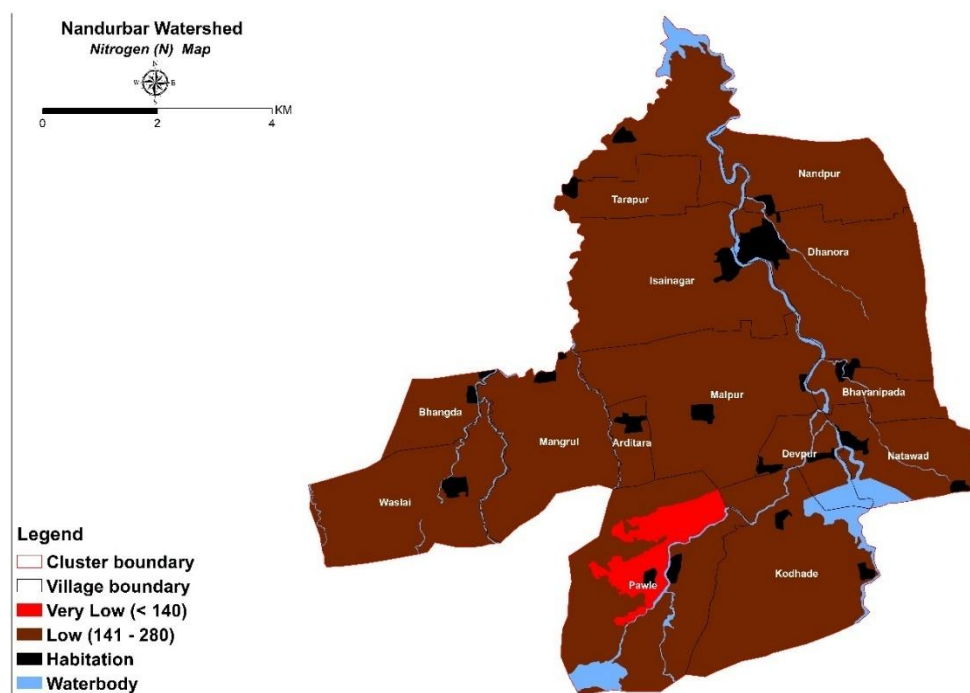 Nandurbar Watershed
Nitrogen (N) Map
N
W E
S
KM
0 2 4
Nandpur
Tarapur
Dhanora
Isainagar
Bhavanipada
Bhangda
Malpur
Mangrul
Arditara
Devpur
Natawad
Waslai
Pawle
Kodhade
Legend
Cluster boundary
Village boundary
Very Low (< 140)
Low (141 - 280)
Habitation
Waterbody